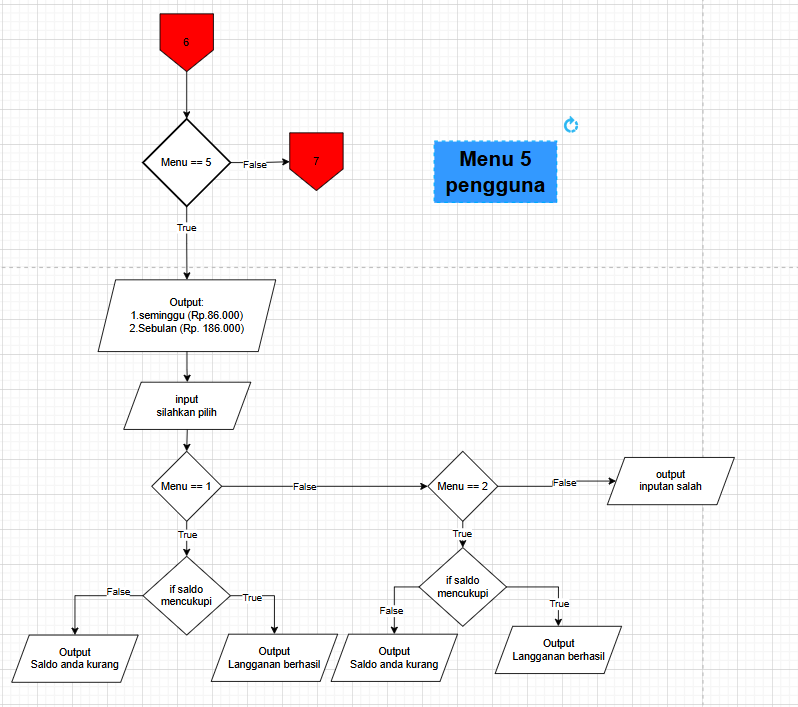 6
Menu == 5
False
7
Menu 5
pengguna
True
Output:
1.seminggu (Rp.86.000)
2.Sebulan (Rp. 186.000)
input
silahkan pilih
Menu == 1
False
Menu == 2
False
output
inputan salah
True
True
if saldo
mencukupi
False
True
if saldo
mencukupi
False
True
Output
Saldo anda kurang
Output
Langganan berhasil
Output
Saldo anda kurang
Output
Langganan berhasil